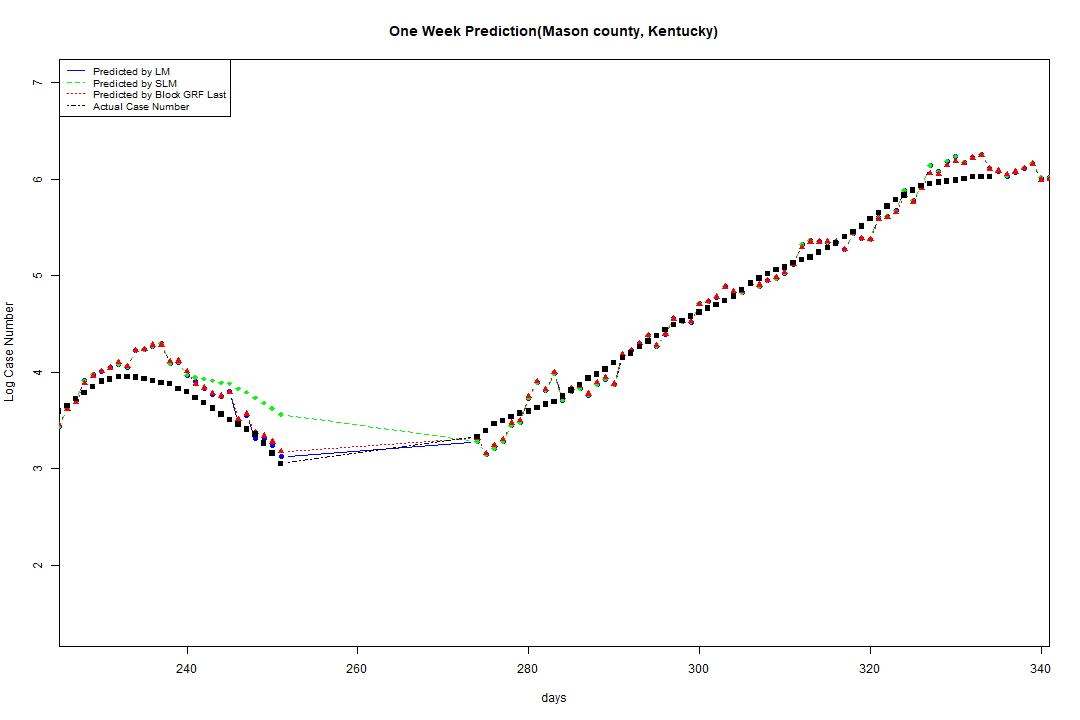 One Week Prediction(Mason county, Kentucky)
Predicted by LM
Predicted by SLM
Predicted by Block GRF Last
Actual Case Number
7
6
5
4
3
2
Log Case Number
240 260 280 300 320 340
days